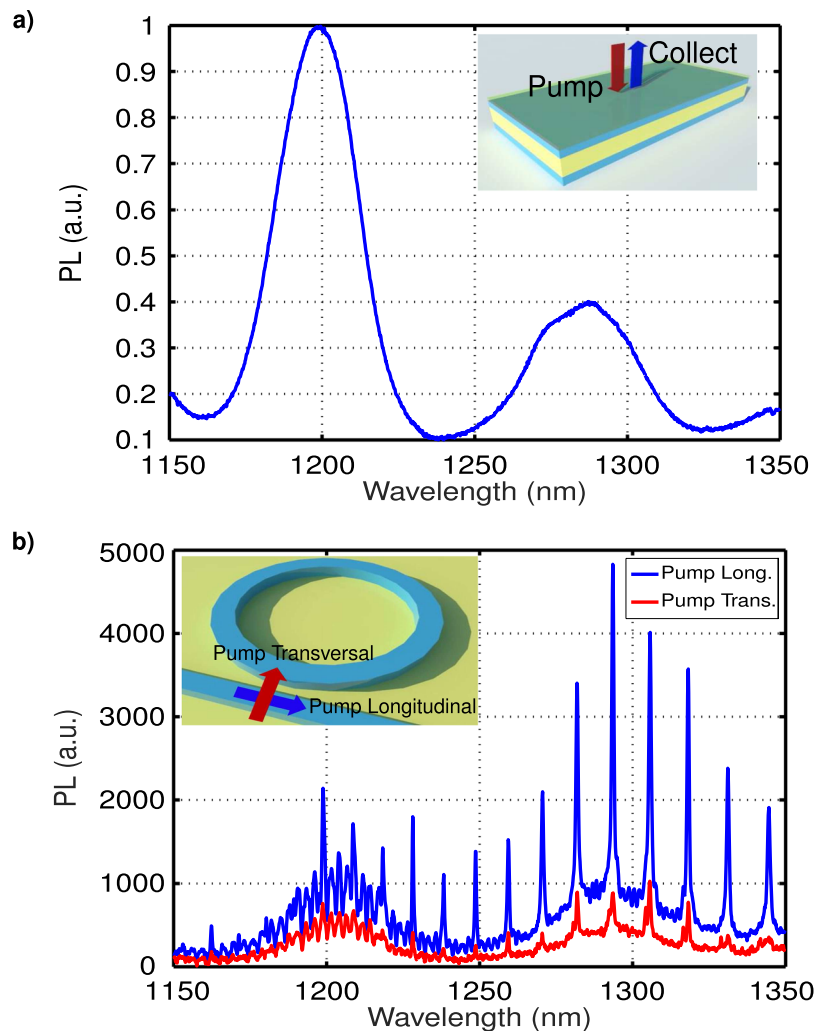 a)
1
0.9
0.8
0.7
0.6
0.5
0.4
0.3
0.2
0.1
PL (a.u.)
Pump
Collect
1150
1200
1250
1300
1350
Wavelength (nm)
b)
5000
4000
3000
2000
1000
0
PL (a.u.)
Pump Transversal
Pump Longitudinal
Pump Long.
Pump Trans.
1150
1200
1250
1300
1350
Wavelength (nm)